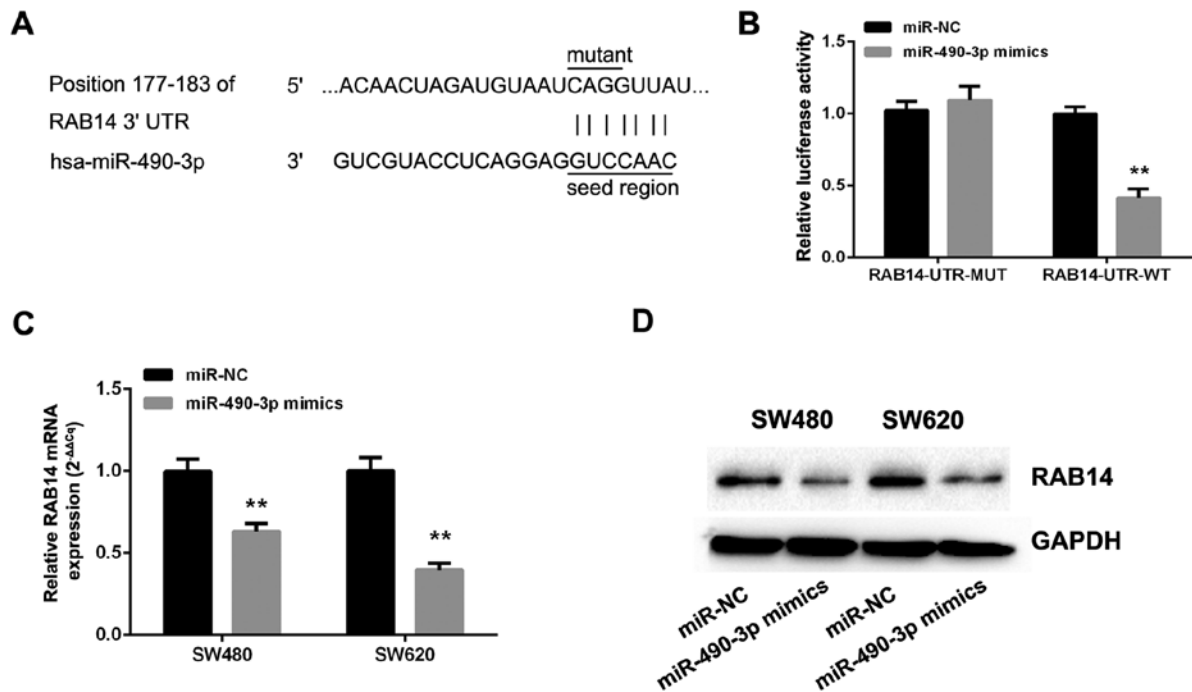 A
mutant
Position 177-183 of 5' ...ACAACUAGAUGUAAUCAGGUUAU...
RAB14 3' UTR
hsa-miR-490-3p 3' GUCGUACCUCAGGAGGUCCAAC
seed region
B
miR-NC
miR-490-3p mimics
Relative luciferase activity
1.5
1.0
0.5
0.0
**
RAB14-UTR-MUT RAB14-UTR-WT
C
miR-NC
miR-490-3p mimics
Relative RAB14 mRNA
expression (2-ΔΔCq)
1.5
1.0
0.5
0.0
**
**
SW480 SW620
D
SW480 SW620
RAB14
GAPDH
miR-NC
miR-490-3p mimics
miR-NC
miR-490-3p mimics